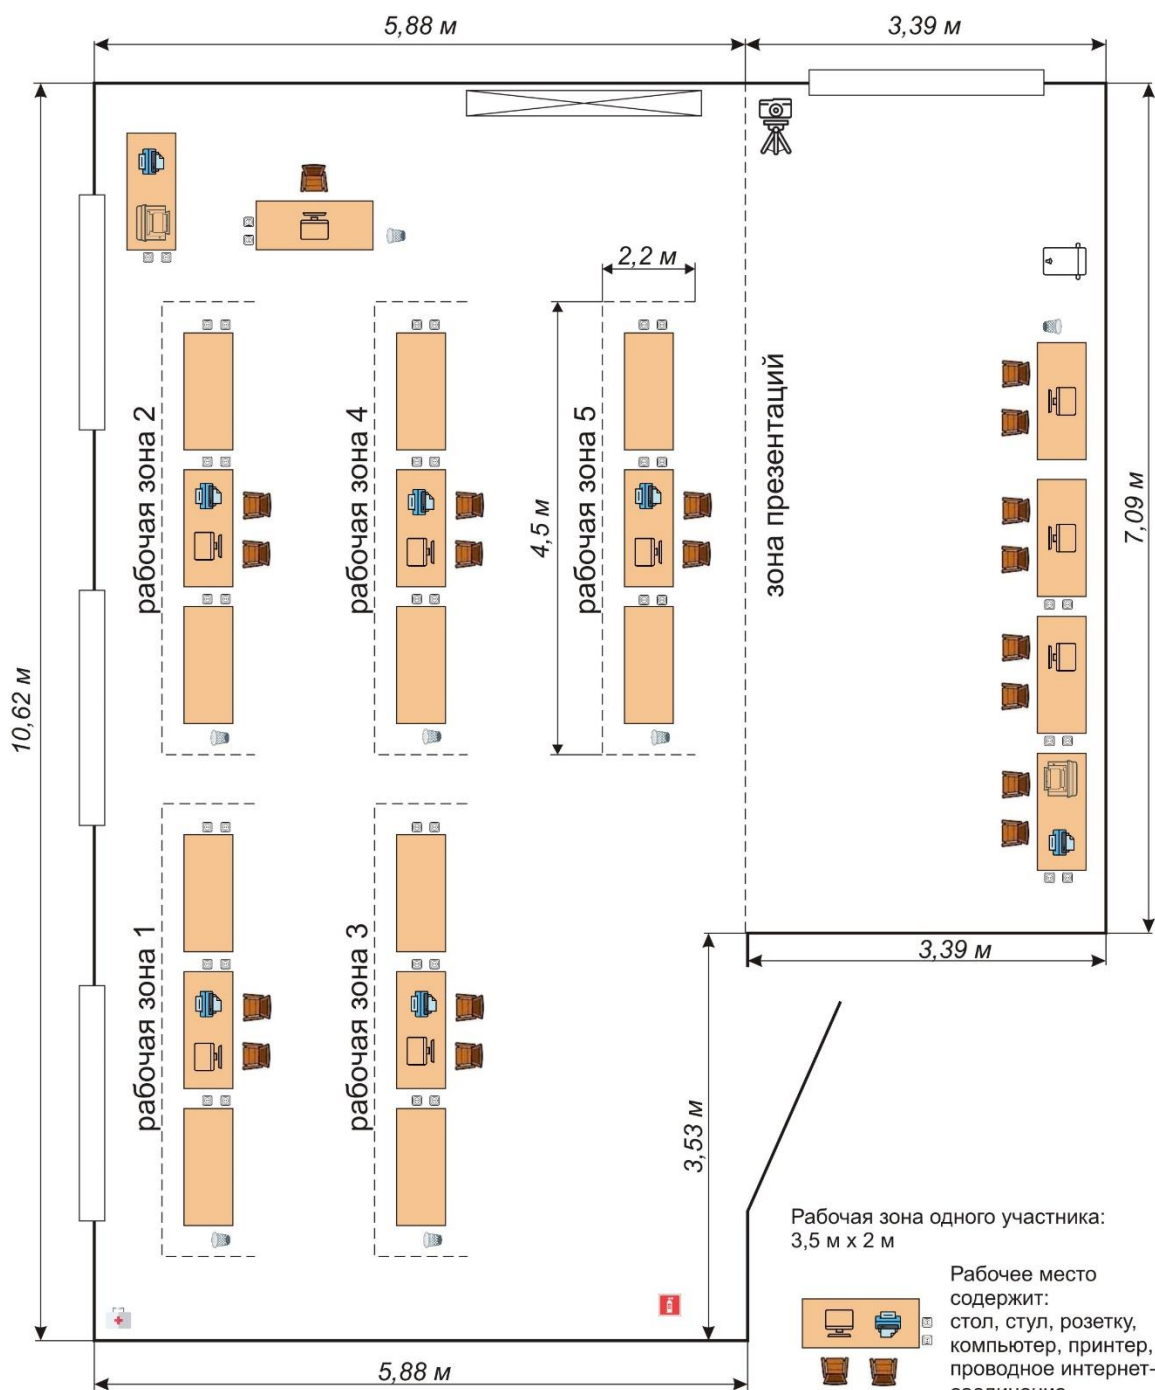 5,88 м
3,39 м
2,2 м
рабочая зона 2
рабочая зона 4
рабочая зона 5
4,5 м
зона презентаций
7,09 м
10,62 м
рабочая зона 1
рабочая зона 3
3,39 м
3,53 м
5,88 м
Рабочая зона одного участника:
3,5 м х 2 м
Рабочее место
содержит:
стол, стул, розетку,
компьютер, принтер,
проводное интернет-